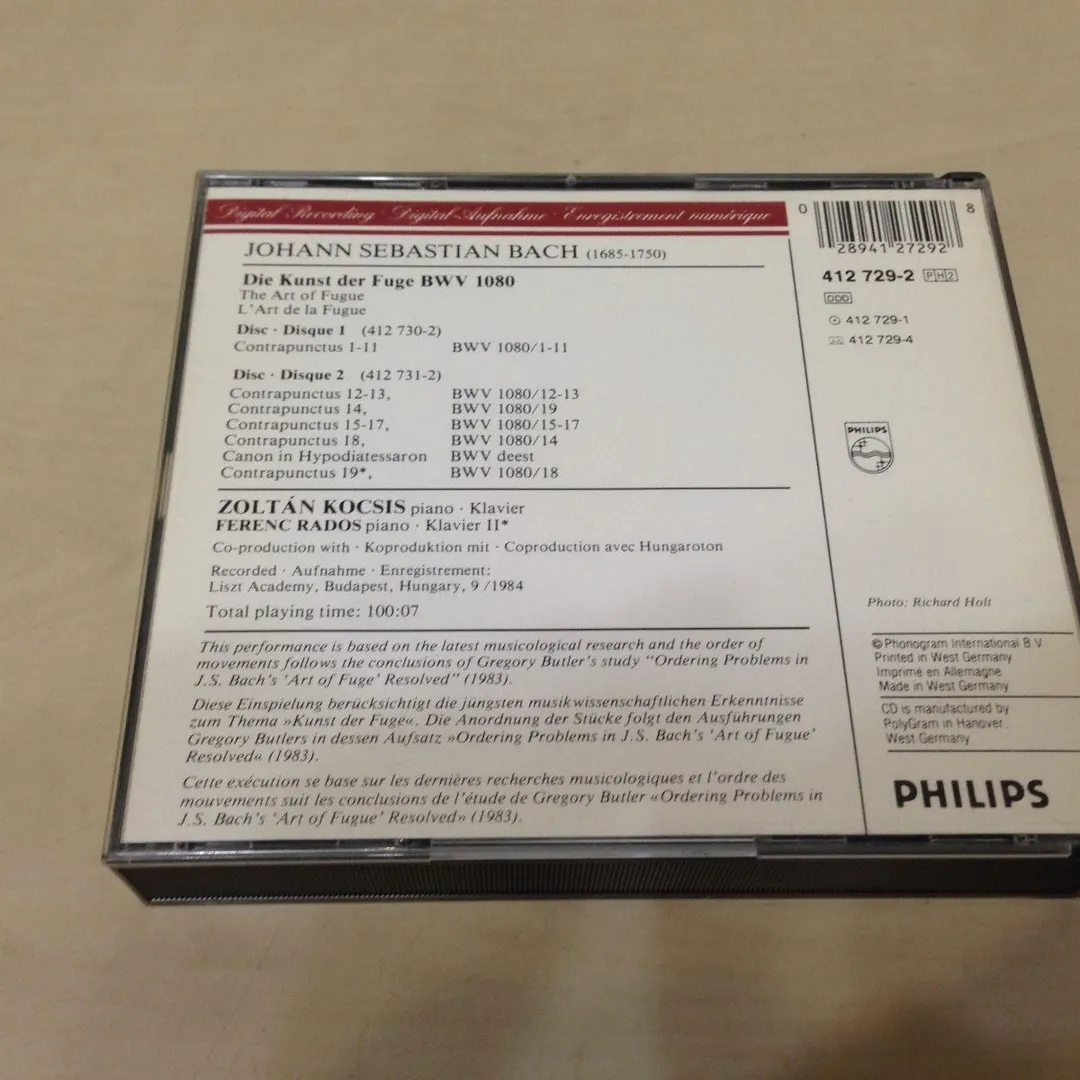 Digital Recording · Digital-Aufnahme · Enregistrement numérique
JOHANN SEBASTIAN BACH (1685-1750)
Die Kunst der Fuge BWV 1080
The Art of Fugue
L'Art de la Fugue
Disc · Disque 1 (412 730-2)
Contrapunctus 1-11 BWV 1080/1-11
Disc · Disque 2 (412 731-2)
Contrapunctus 12-13, BWV 1080/12-13
Contrapunctus 14, BWV 1080/19
Contrapunctus 15-17, BWV 1080/15-17
Contrapunctus 18, BWV 1080/14
Canon in Hypodiatessaron BWV deest
Contrapunctus 19*, BWV 1080/18
ZOLTÁN KOCSIS piano · Klavier
FERENC RADOS piano · Klavier II*
Co-production with · Koproduktion mit · Coproduction avec Hungaroton
Recorded · Aufnahme · Enregistrement:
Liszt Academy, Budapest, Hungary, 9/1984
Total playing time: 100:07
This performance is based on the latest musicological research and the order of
movements follows the conclusions of Gregory Butler's study "Ordering Problems in
J.S. Bach's 'Art of Fuge' Resolved" (1983).
Diese Einspielung berücksichtigt die jüngsten musikwissenschaftlichen Erkenntnisse
zum Thema »Kunst der Fuge«. Die Anordnung der Stücke folgt den Ausführungen
Gregory Butlers in dessen Aufsatz »Ordering Problems in J.S. Bach's 'Art of Fugue'
Resolved« (1983).
Cette exécution se base sur les dernières recherches musicologiques et l'ordre des
mouvements suit les conclusions de l'étude de Gregory Butler «Ordering Problems in
J.S. Bach's 'Art of Fugue' Resolved» (1983).
0 28941 27292 8
412 729-2 PH2
DDD
412 729-1
412 729-4
PHILIPS
Photo: Richard Holt
© Phonogram International B.V.
Printed in West Germany
Imprimé en Allemagne
Made in West Germany
CD is manufactured by
PolyGram in Hanover,
West Germany
PHILIPS